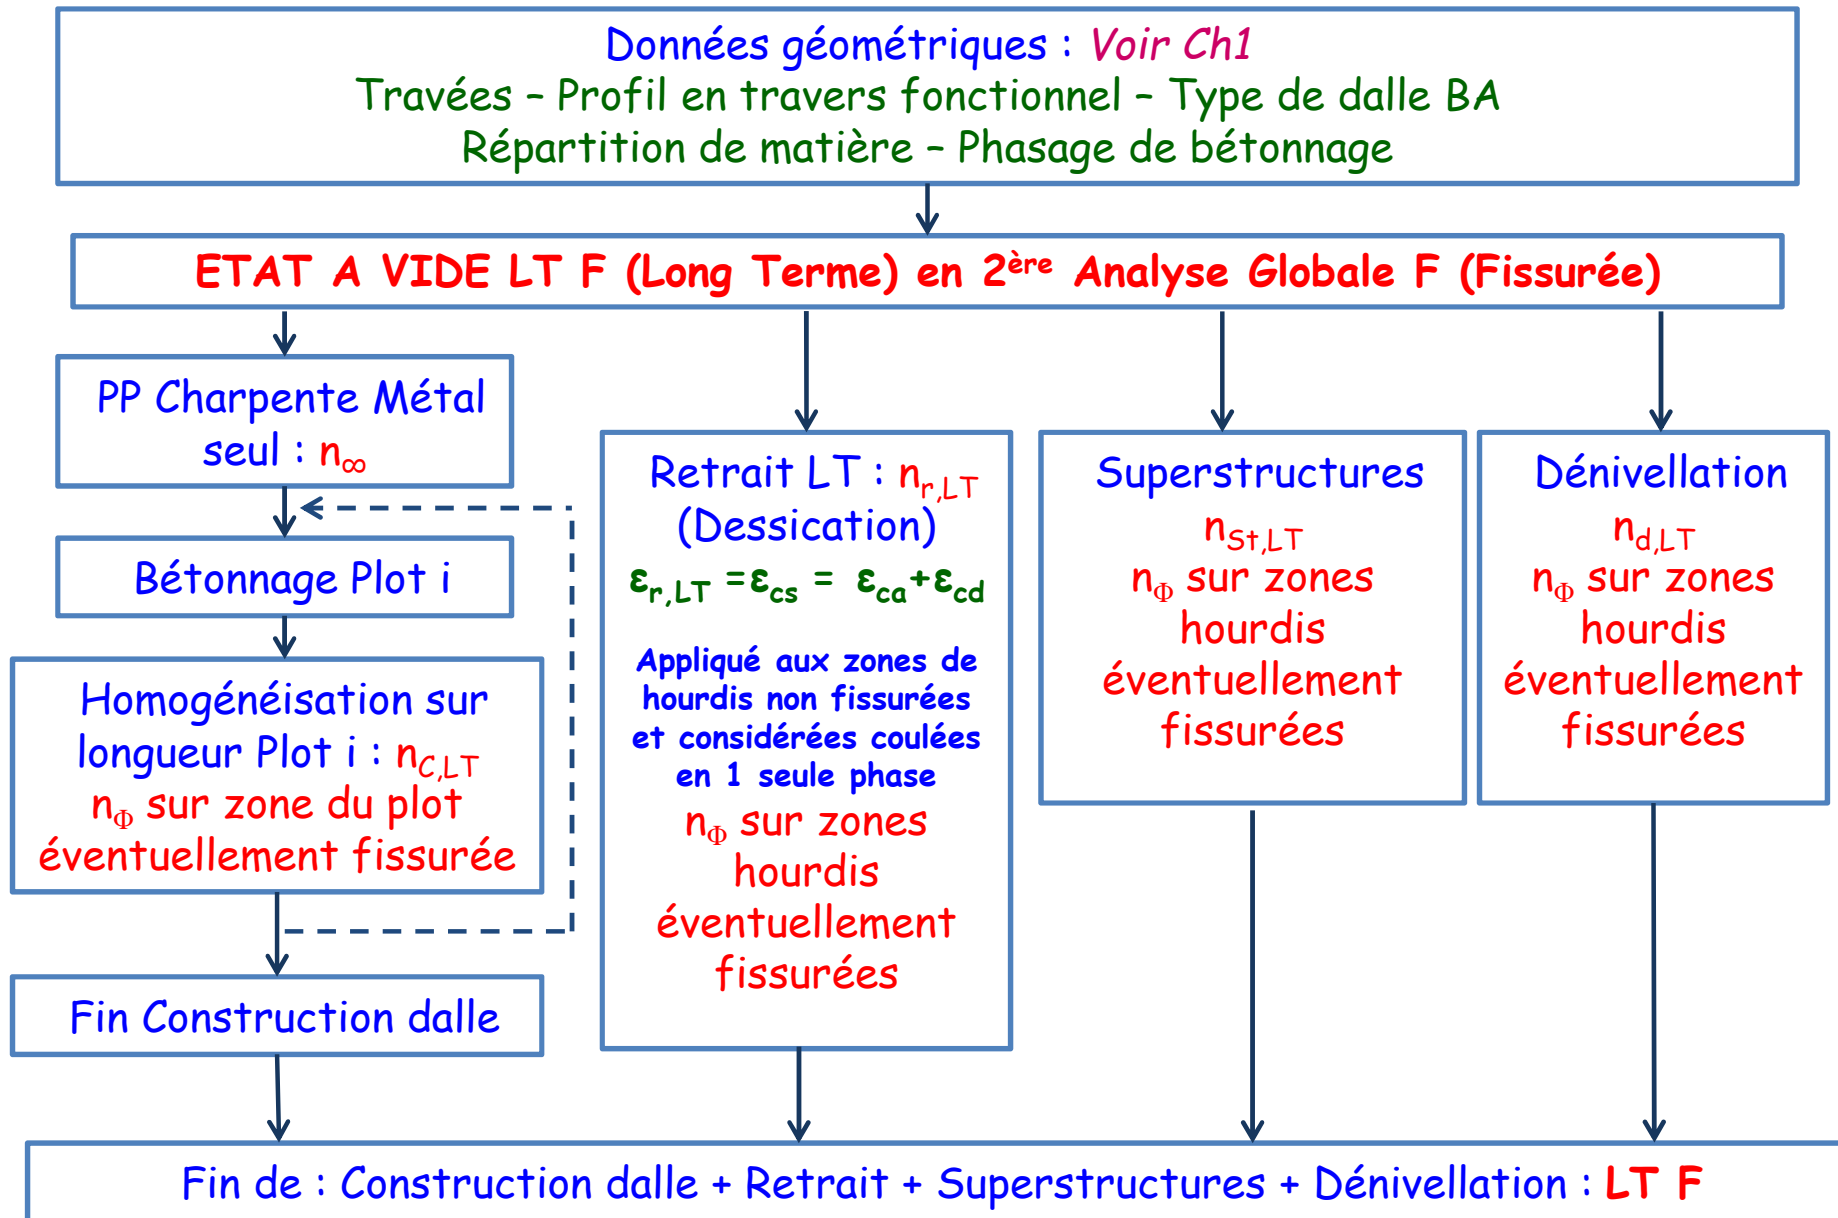 Données géométriques : Voir Ch1
Travées – Profil en travers fonctionnel – Type de dalle BA
Répartition de matière – Phasage de bétonnage
ETAT A VIDE LT F (Long Terme) en 2ère Analyse Globale F (Fissurée)
PP Charpente Métal
seul : n∞
Bétonnage Plot i
Homogénéisation sur
longueur Plot i : nC,LT
nΦ sur zone du plot
éventuellement fissurée
Fin Construction dalle
Retrait LT : nr,LT
(Dessication)
εr,LT =εcs = εca+εcd
Appliqué aux zones de
hourdis non fissurées
et considérées coulées
en 1 seule phase
nΦ sur zones
hourdis
éventuellement
fissurées
Superstructures
nSt,LT
nΦ sur zones
hourdis
éventuellement
fissurées
Dénivellation
nd,LT
nΦ sur zones
hourdis
éventuellement
fissurées
Fin de : Construction dalle + Retrait + Superstructures + Dénivellation : LT F